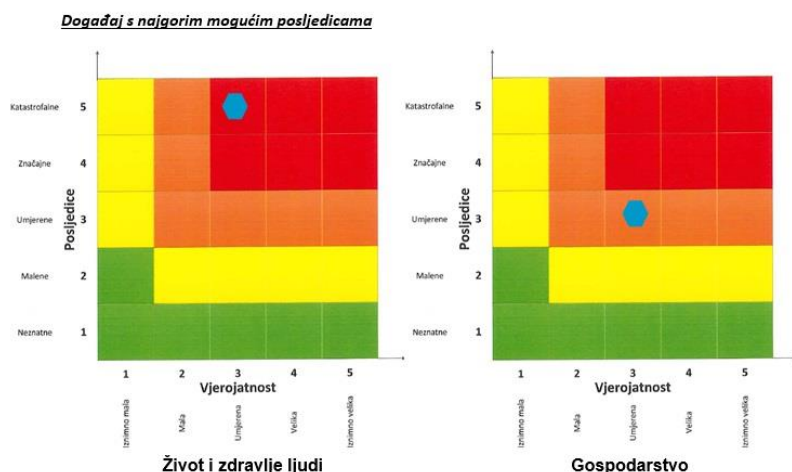 Događaj s najgorim mogućim posljedicama
Posljedice
Katastrofalne 5
Značajne 4
Umjerene 3
Malene 2
Neznatne 1
1 2 3 4 5
Vjerojatnost
Iznimno mala
Mala
Umjerena
Velika
Iznimno velika
Život i zdravlje ljudi
Posljedice
Katastrofalne 5
Značajne 4
Umjerene 3
Malene 2
Neznatne 1
1 2 3 4 5
Vjerojatnost
Iznimno mala
Mala
Umjerena
Velika
Iznimno velika
Gospodarstvo